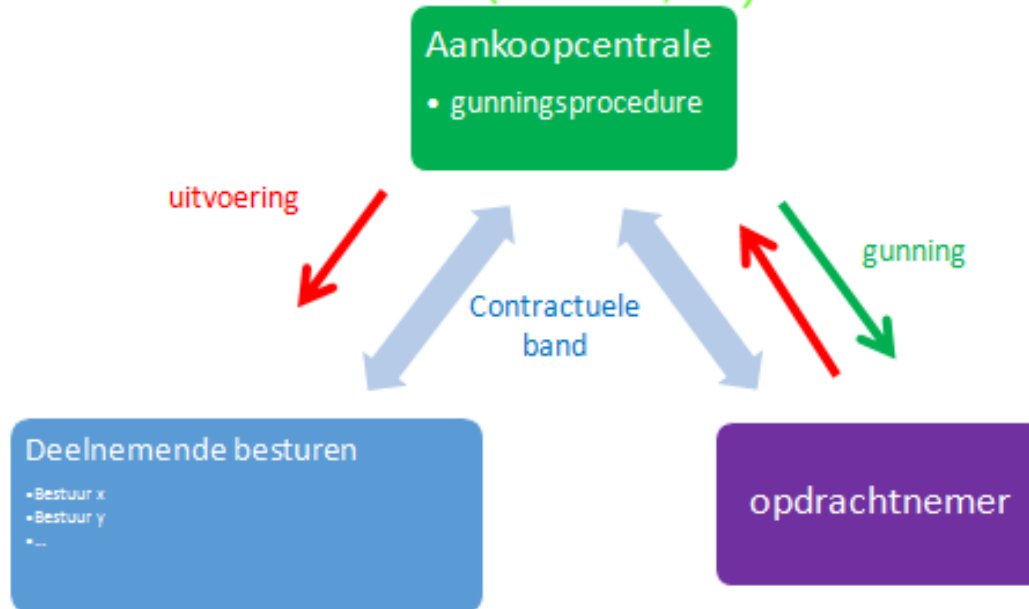 Aankoopcentrale
• gunningsprocedure
uitvoering
gunning
Contractuele
band
Deelnemende besturen
•Bestuur x
•Bestuur y
•...
opdrachtnemer